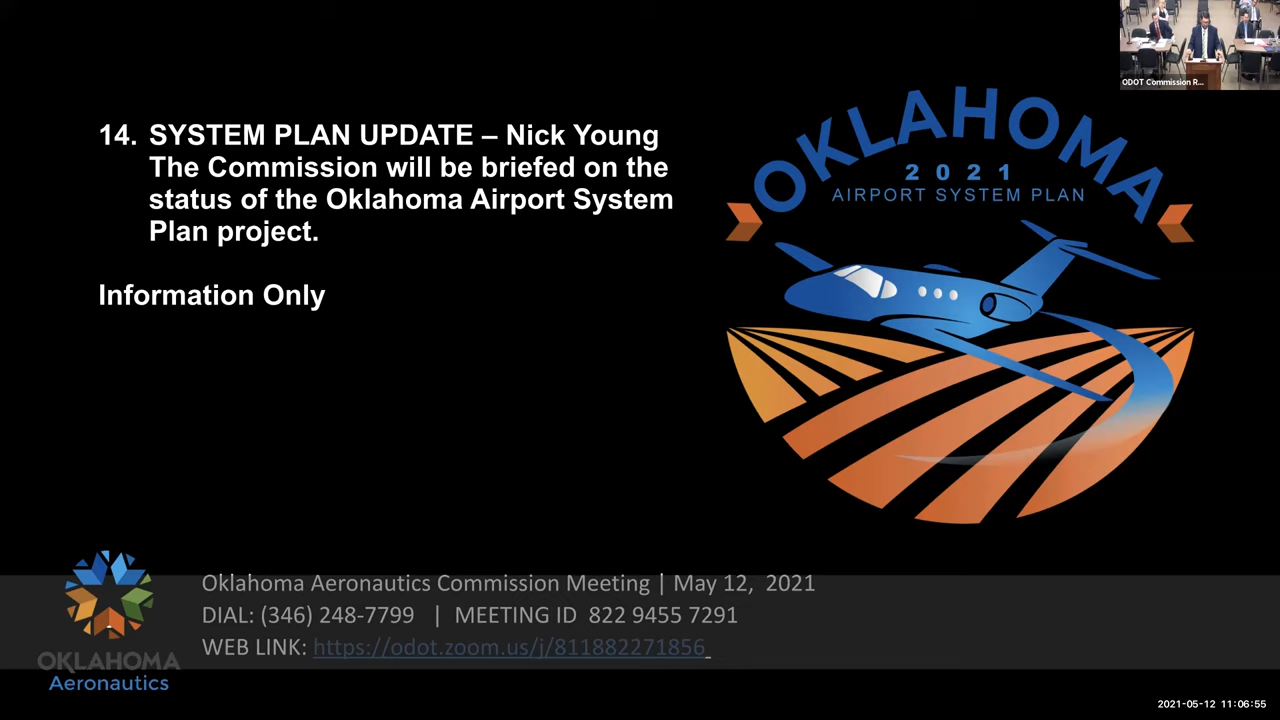 ODOT Commission R...
14. SYSTEM PLAN UPDATE – Nick Young
The Commission will be briefed on the
status of the Oklahoma Airport System
Plan project.
Information Only
OKLAHOMA
2021
AIRPORT SYSTEM PLAN
Oklahoma Aeronautics Commission Meeting | May 12, 2021
DIAL: (346) 248-7799 | MEETING ID 822 9455 7291
WEB LINK: https://odot.zoom.us/j/811882271856
OKLAHOMA
Aeronautics
2021-05-12 11:06:55